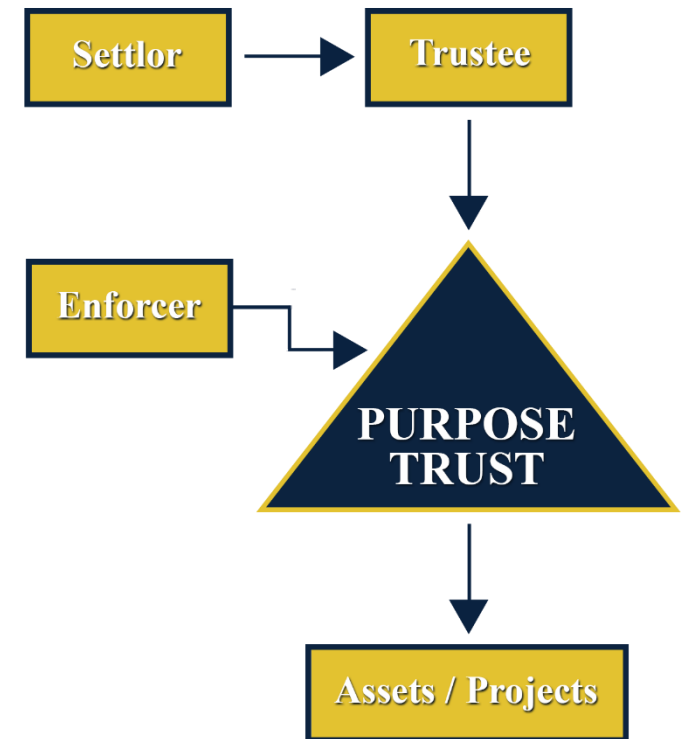 Settlor
Trustee
Enforcer
PURPOSE
TRUST
Assets / Projects